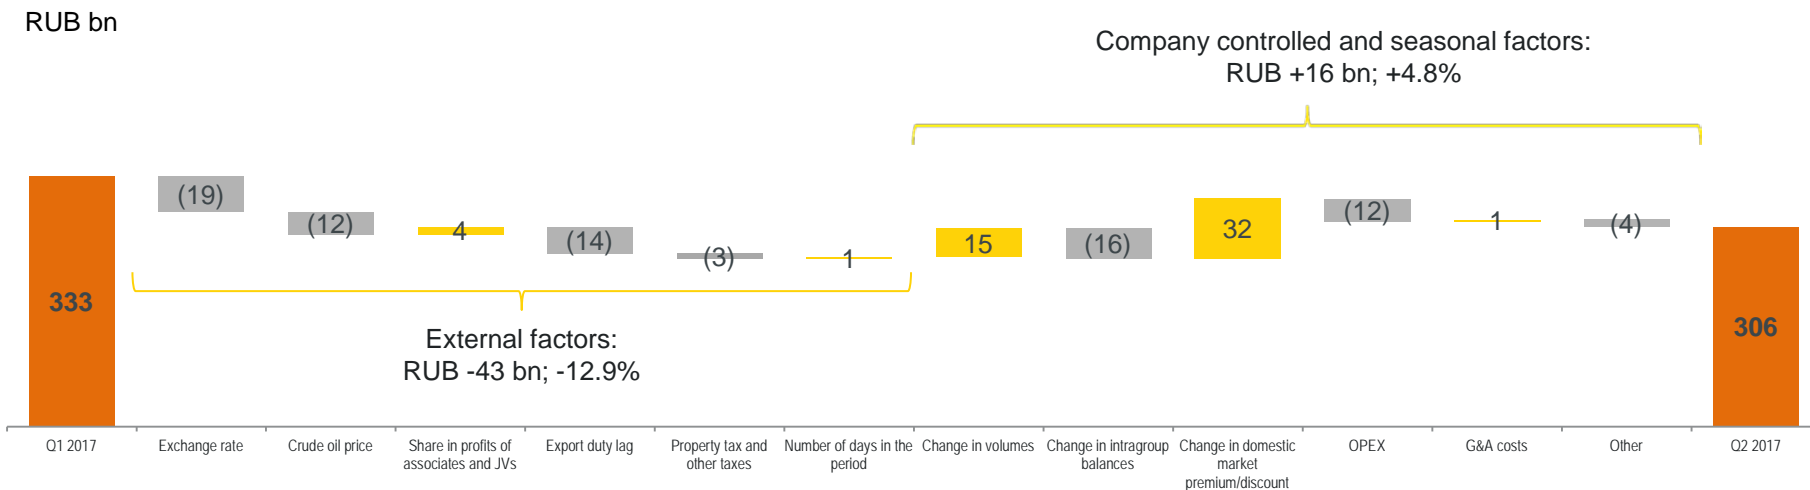 RUB bn
Company controlled and seasonal factors:
RUB +16 bn; +4.8%
333
(19)
(12)
4
(14)
(3)
1
15
(16)
32
(12)
1
(4)
306
External factors:
RUB -43 bn; -12.9%
Q1 2017
Exchange rate
Crude oil price
Share in profits of
associates and JVs
Export duty lag
Property tax and
other taxes
Number of days in the
period
Change in volumes
Change in intragroup
balances
Change in domestic
market
premium/discount
OPEX
G&A costs
Other
Q2 2017